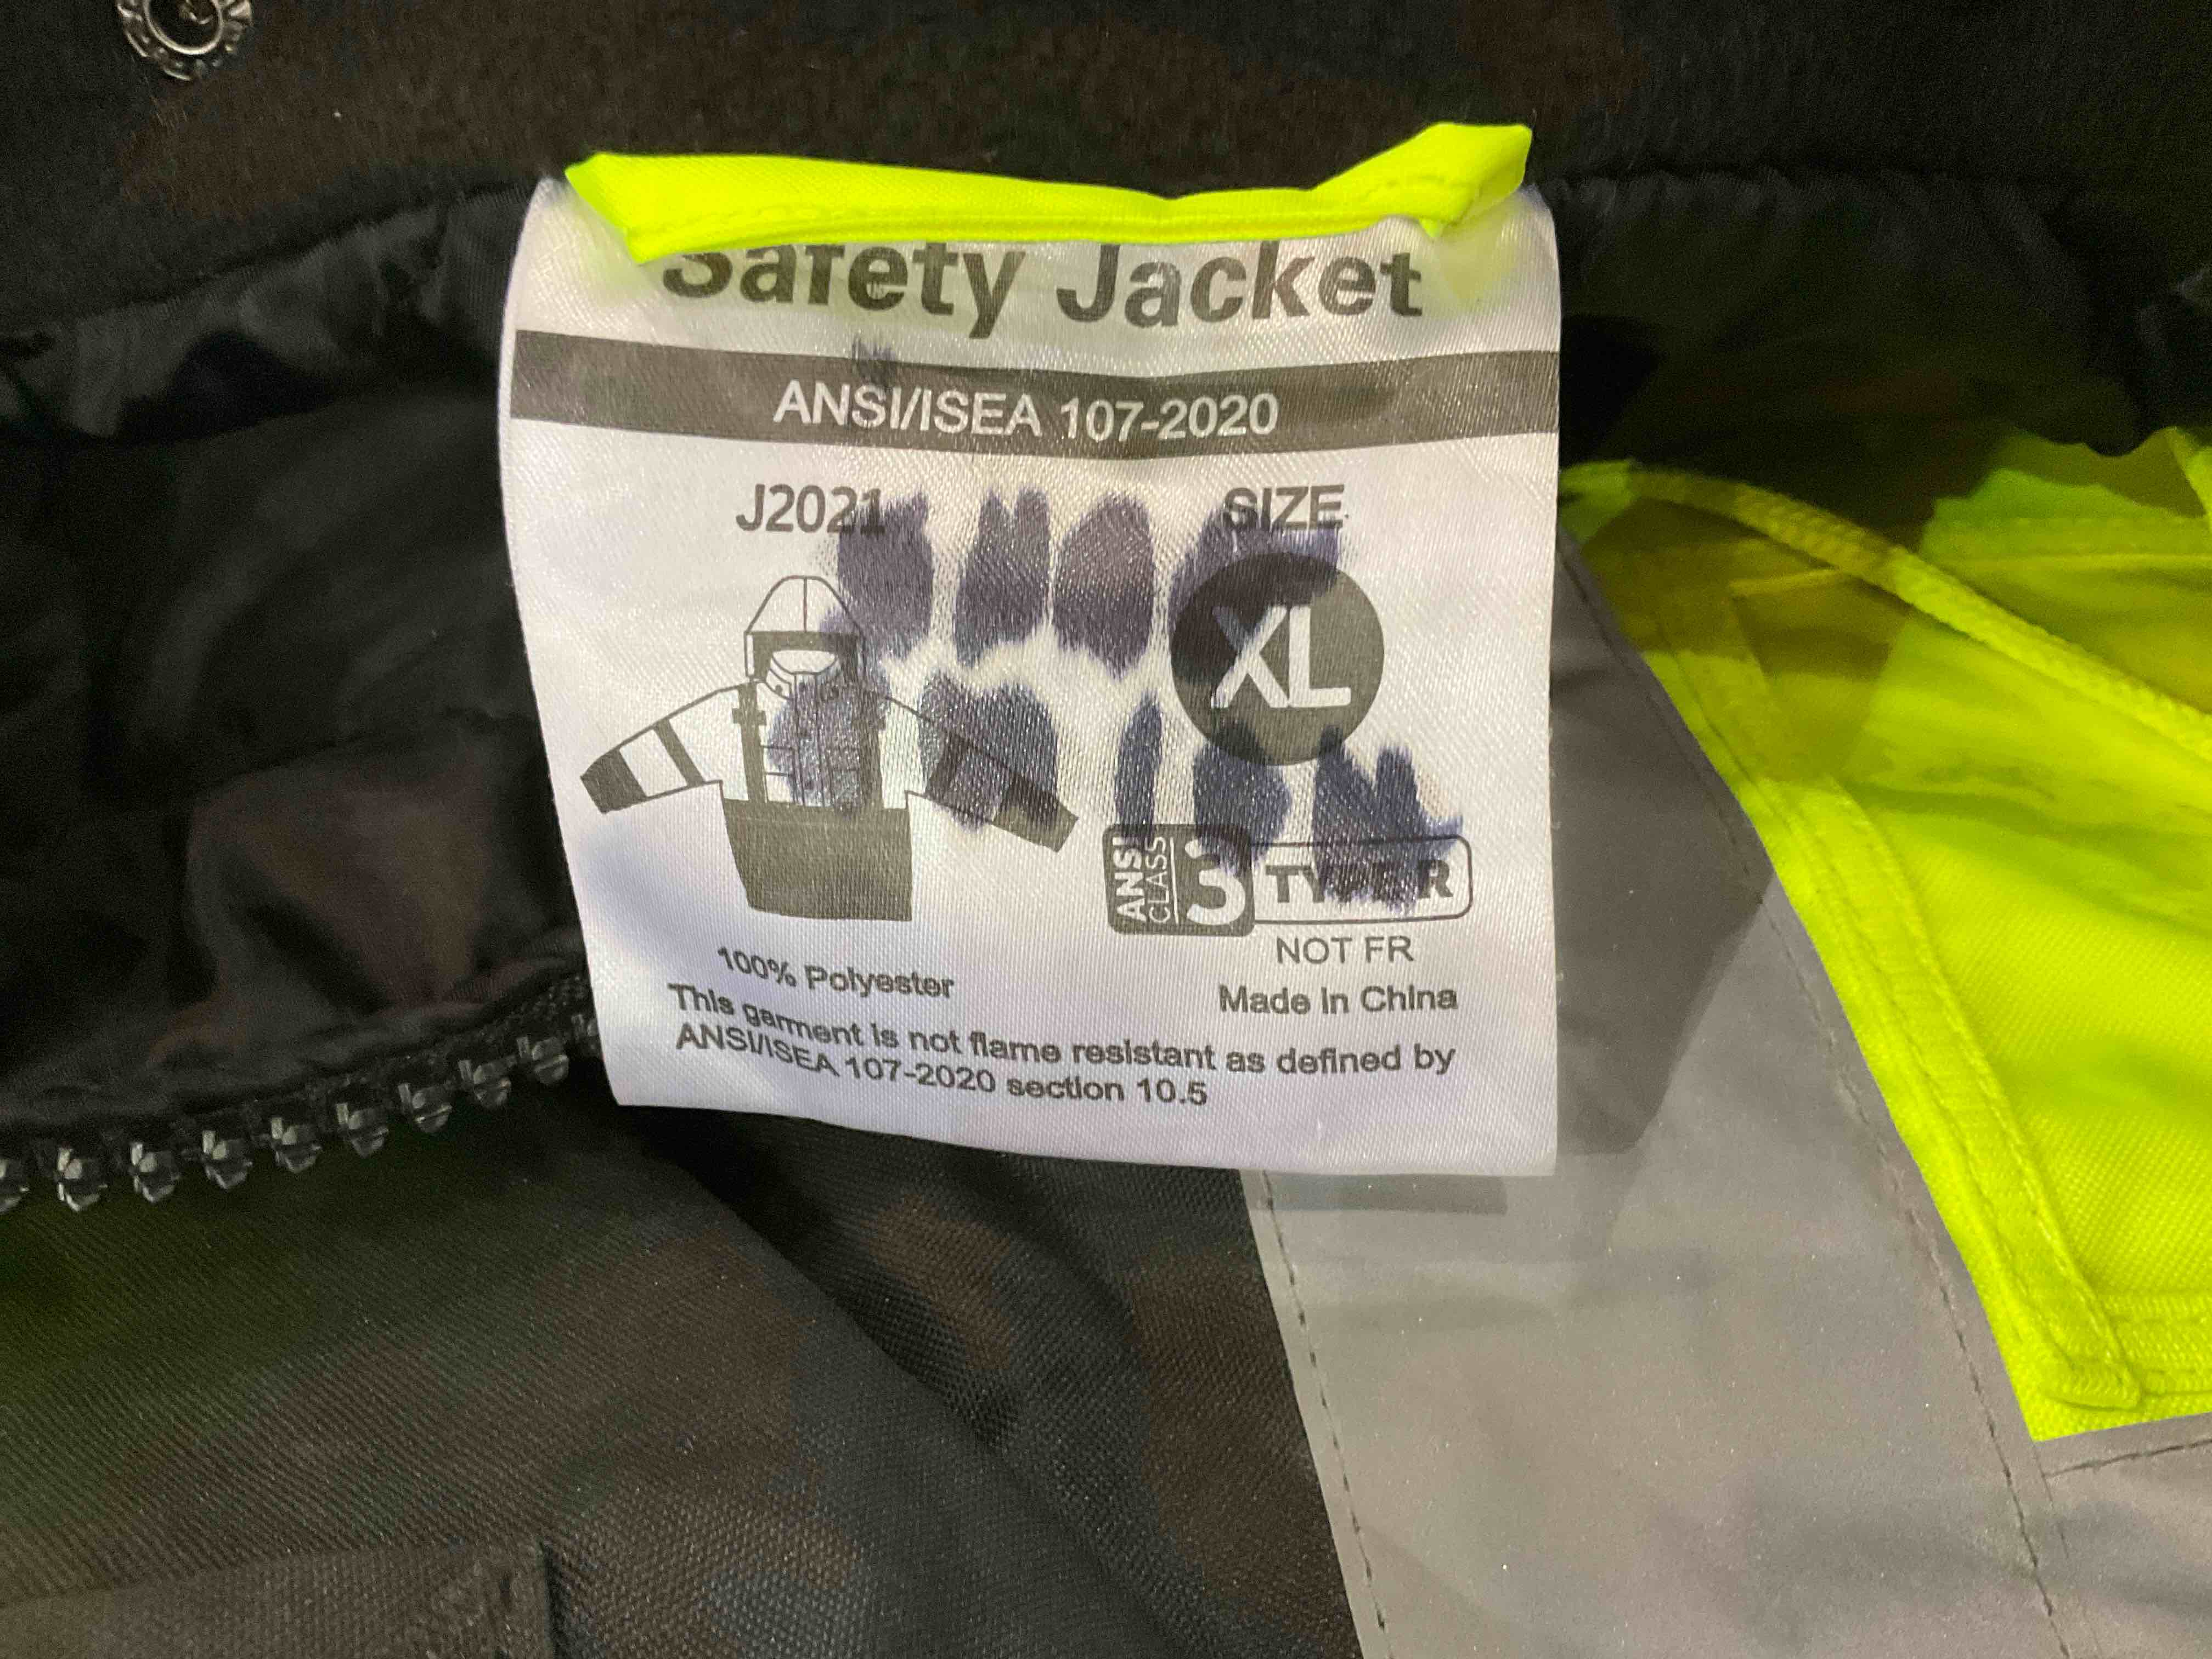 Safety Jacket
ANSI/ISEA 107-2020
J2021
SIZE
XL
ANSI
CLASS
3
NOT FR
Made in China
100% Polyester
This garment is not flame resistant as defined by
ANSI/ISEA 107-2020 section 10.5